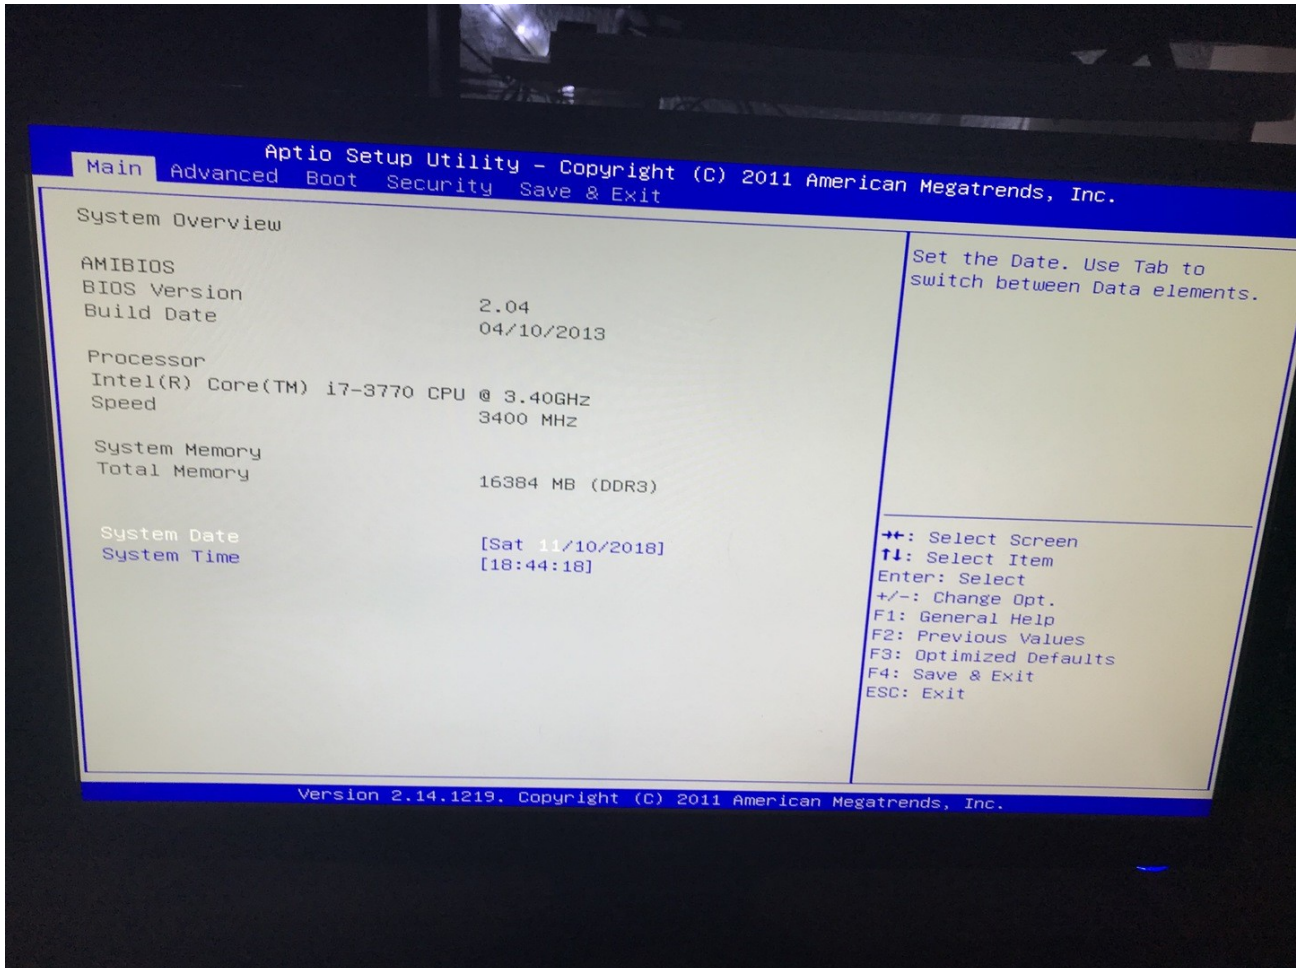 Aptio Setup Utility – Copyright (C) 2011 American Megatrends, Inc.
Main Advanced Boot Security Save & Exit
System Overview
AMIBIOS
BIOS Version 2.04
Build Date 04/10/2013
Processor
Intel(R) Core(TM) i7-3770 CPU @ 3.40GHz
Speed 3400 MHz
System Memory
Total Memory 16384 MB (DDR3)
System Date [Sat 11/10/2018]
System Time [18:44:18]
Set the Date. Use Tab to
switch between Data elements.
→←: Select Screen
↑↓: Select Item
Enter: Select
+/-: Change Opt.
F1: General Help
F2: Previous Values
F3: Optimized Defaults
F4: Save & Exit
ESC: Exit
Version 2.14.1219. Copyright (C) 2011 American Megatrends, Inc.